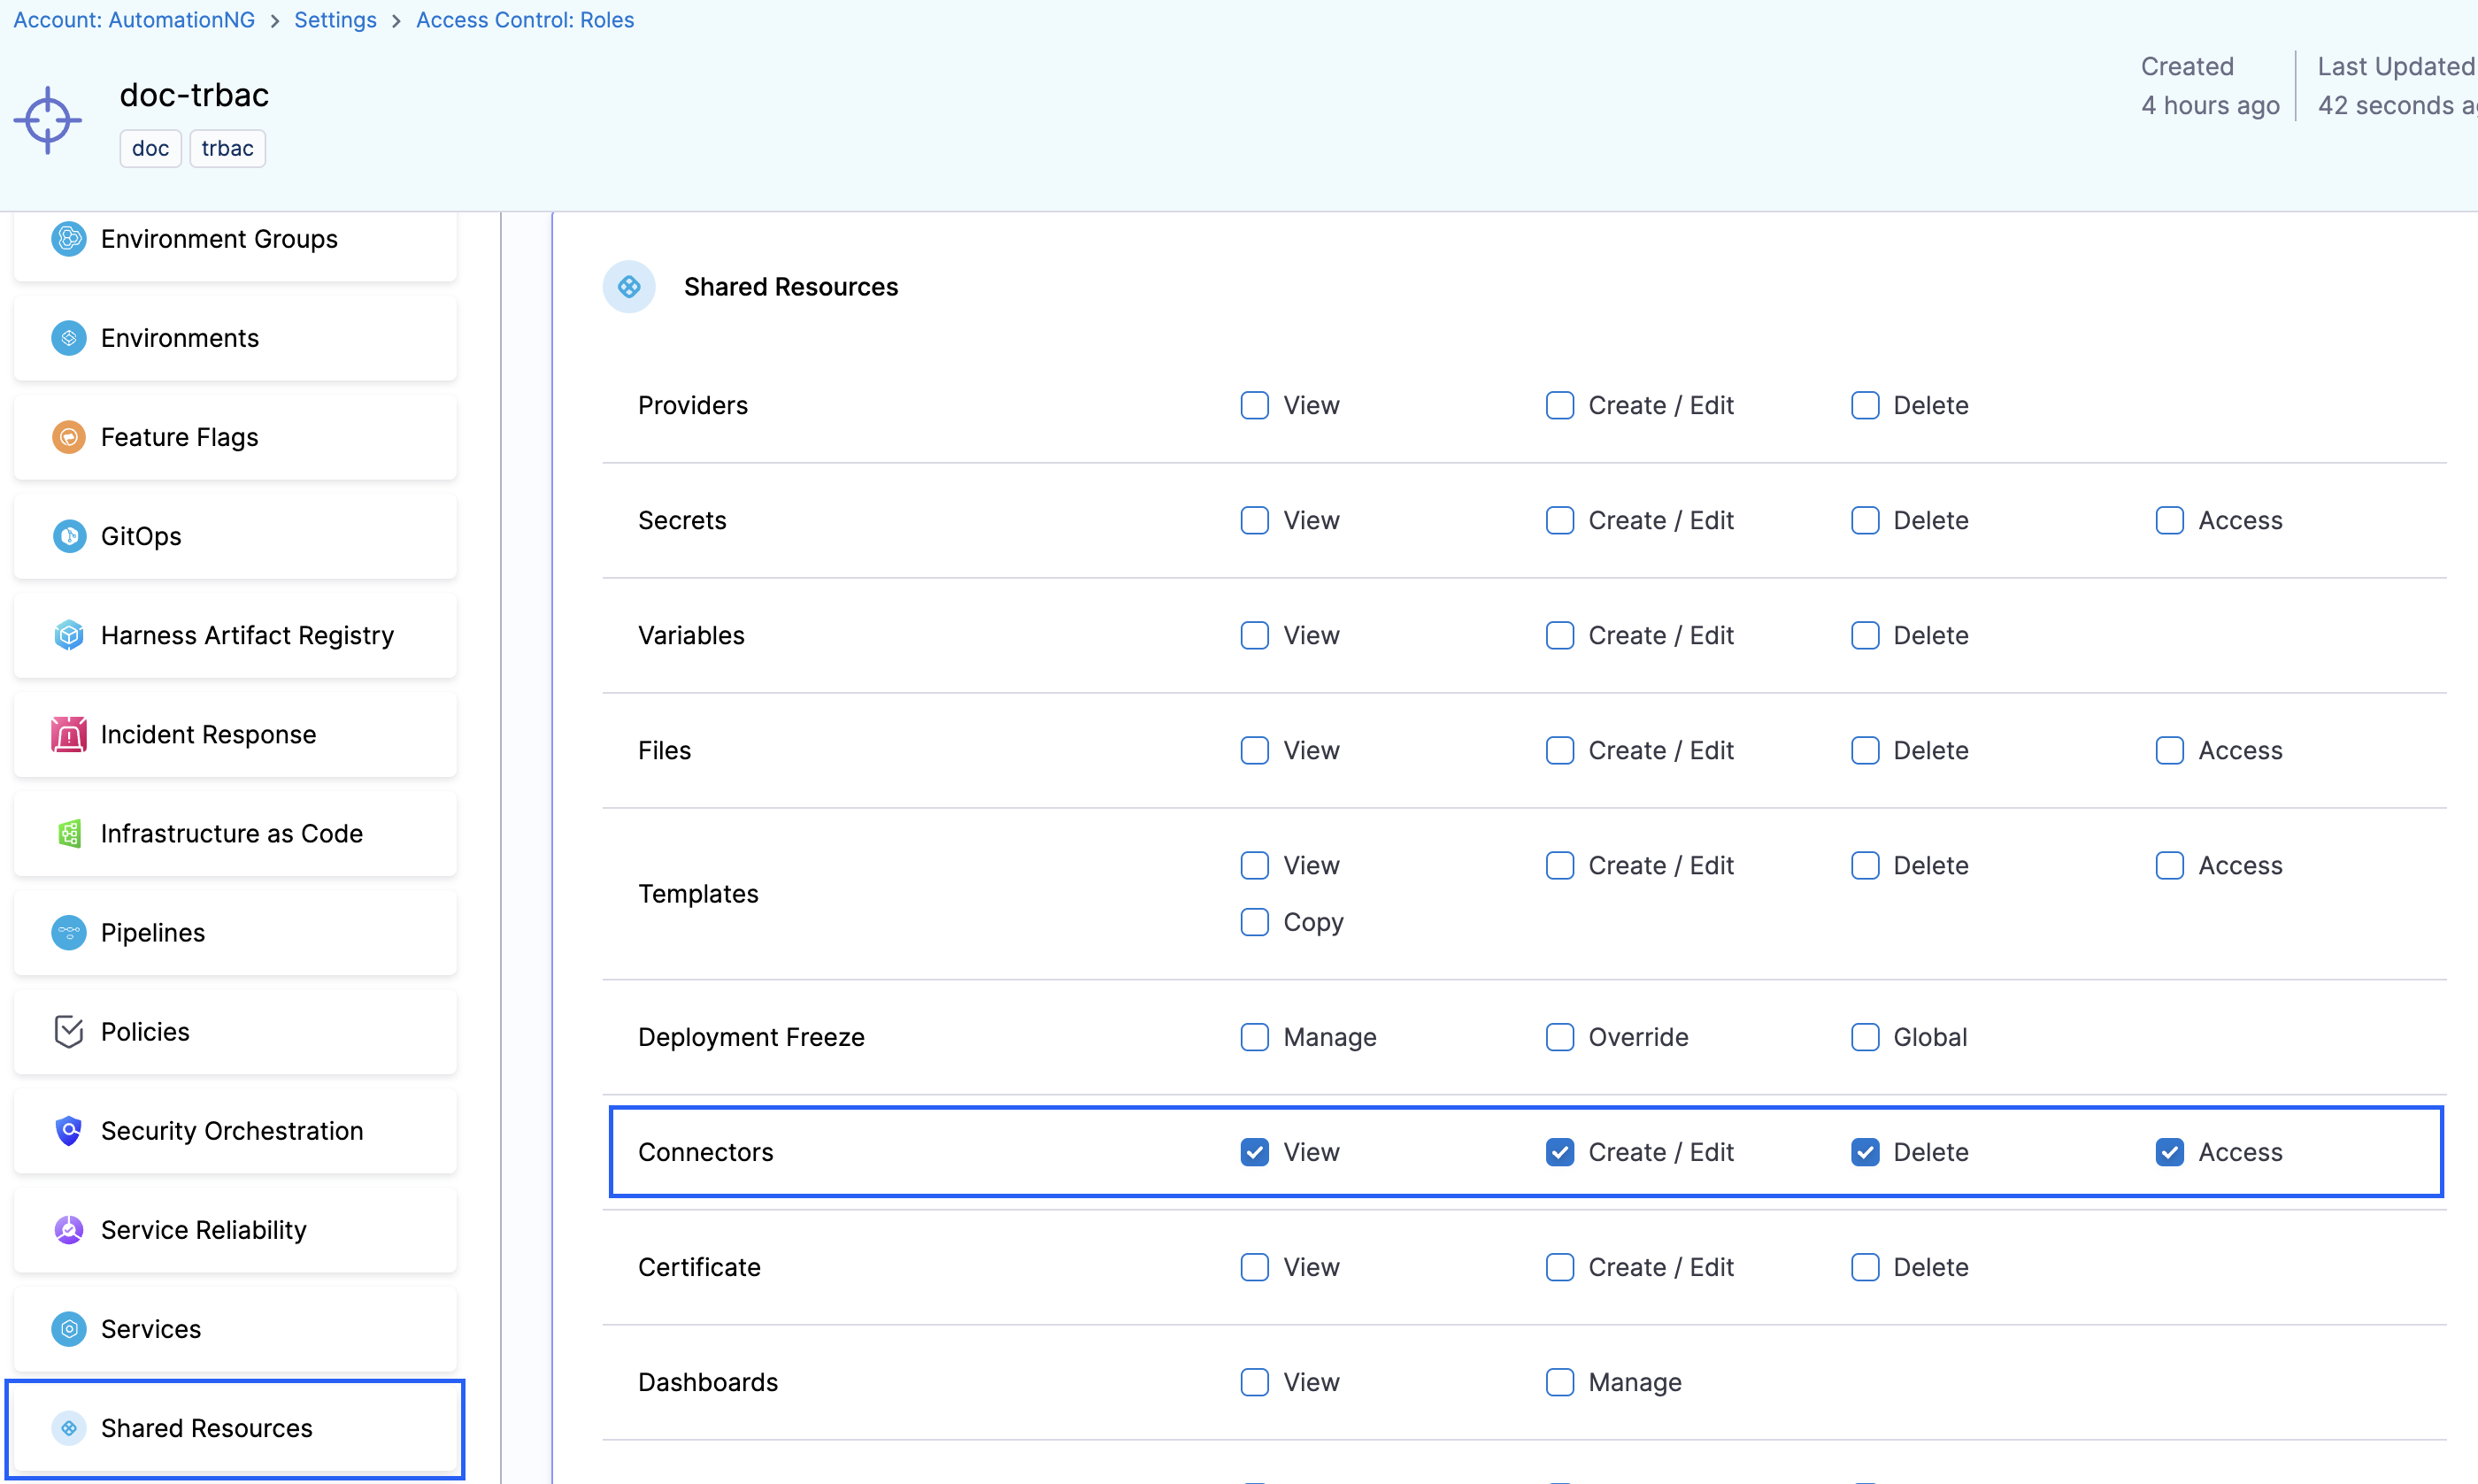 Account: AutomationNG > Settings > Access Control: Roles
doc-trbac
doc trbac
Created
4 hours ago
Last Updated
42 seconds
Environment Groups
Environments
Feature Flags
GitOps
Harness Artifact Registry
Incident Response
Infrastructure as Code
Pipelines
Policies
Security Orchestration
Service Reliability
Services
Shared Resources
Shared Resources
Providers View Create / Edit Delete
Secrets View Create / Edit Delete Access
Variables View Create / Edit Delete
Files View Create / Edit Delete Access
Templates View Create / Edit Delete Access
Copy
Deployment Freeze Manage Override Global
Connectors View Create / Edit Delete Access
Certificate View Create / Edit Delete
Dashboards View Manage